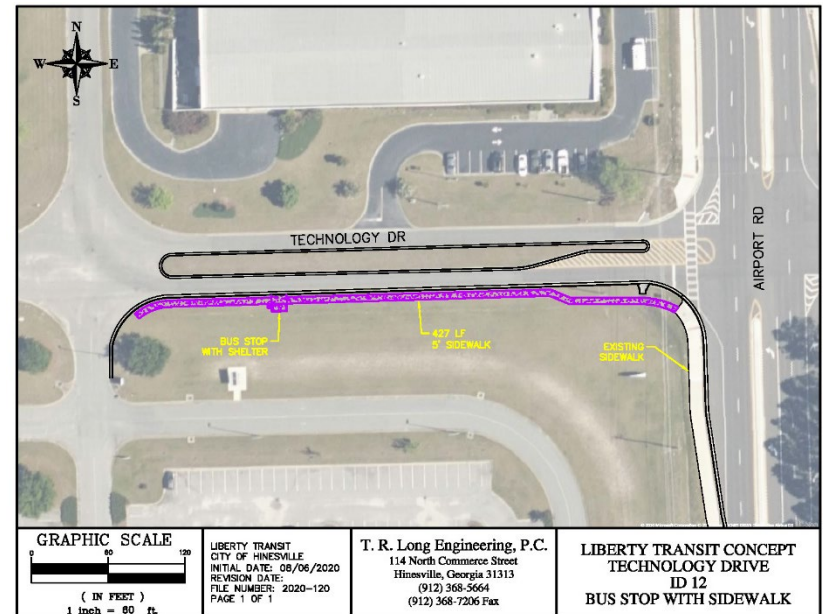 N
W E
S
TECHNOLOGY DR
AIRPORT RD
BUS STOP
WITH SHELTER
427 LF
5' SIDEWALK
EXISTING
SIDEWALK
GRAPHIC SCALE
0 60 120
( IN FEET )
1 inch = 60 ft.
LIBERTY TRANSIT
CITY OF HINESVILLE
INITIAL DATE: 08/06/2020
REVISION DATE:
FILE NUMBER: 2020-120
PAGE 1 OF 1
T. R. Long Engineering, P.C.
114 North Commerce Street
Hinesville, Georgia 31313
(912) 368-5664
(912) 368-7206 Fax
LIBERTY TRANSIT CONCEPT
TECHNOLOGY DRIVE
ID 12
BUS STOP WITH SIDEWALK